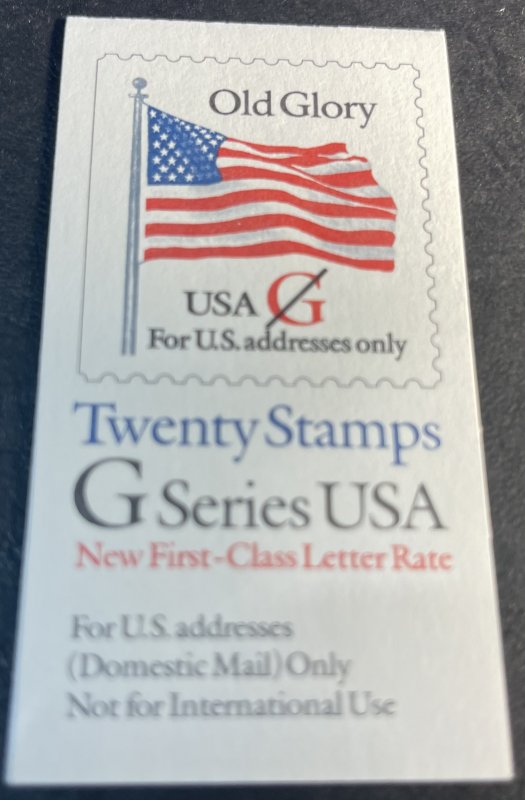 Old Glory
USA G
For U.S. addresses only
Twenty Stamps
G Series USA
New First-Class Letter Rate
For U.S. addresses
(Domestic Mail) Only
Not for International Use